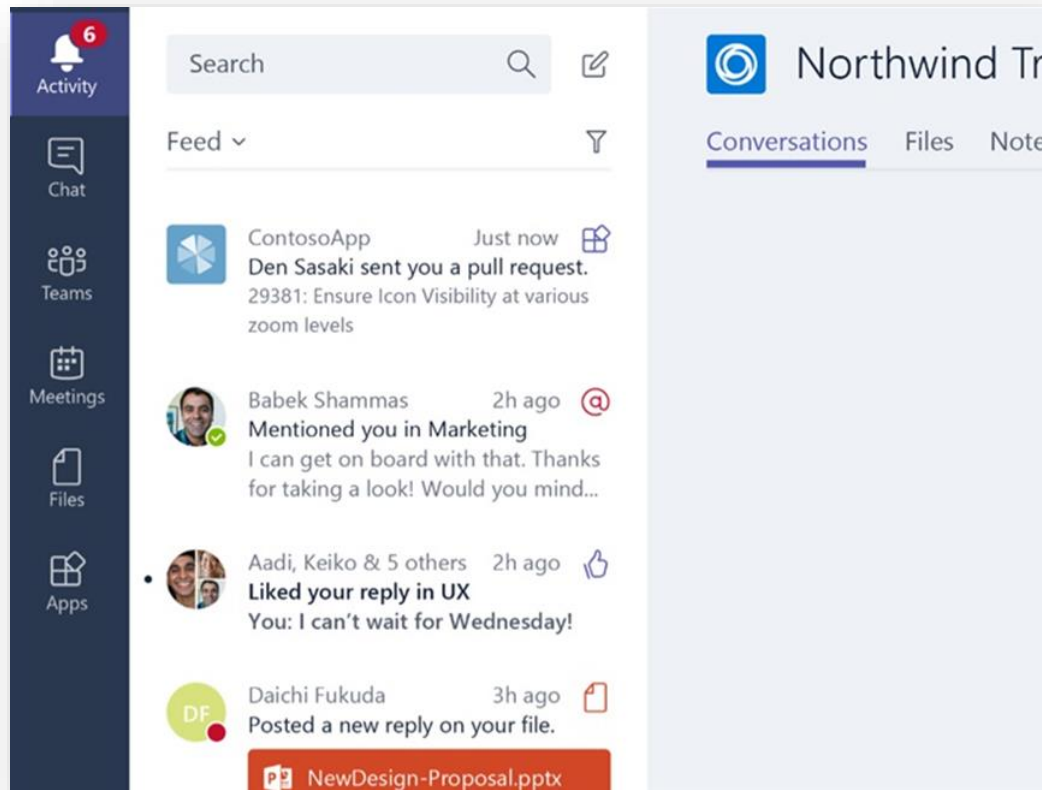 6
Activity
Chat
Teams
Meetings
Files
Apps
Search
Feed
ContosoApp Just now
Den Sasaki sent you a pull request.
29381: Ensure Icon Visibility at various
zoom levels
Babek Shammas 2h ago
Mentioned you in Marketing
I can get on board with that. Thanks
for taking a look! Would you mind...
Aadi, Keiko & 5 others 2h ago
Liked your reply in UX
You: I can't wait for Wednesday!
DF
Daichi Fukuda 3h ago
Posted a new reply on your file.
NewDesign-Proposal.pptx
Northwind Tr
Conversations Files Note